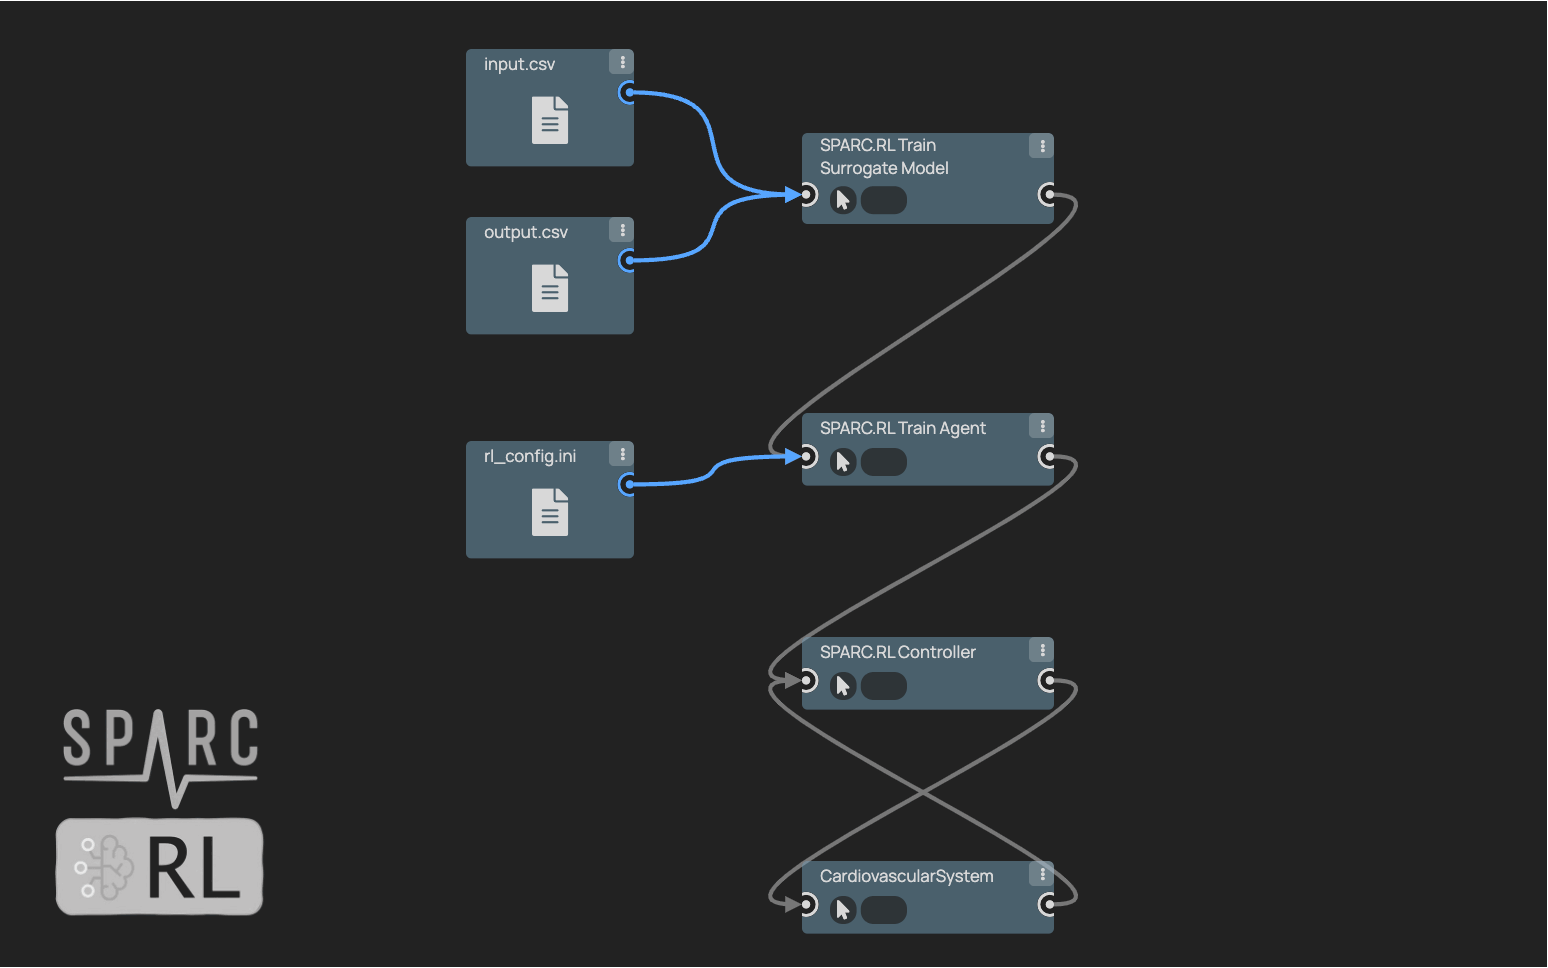 input.csv
SPARC.RL Train
Surrogate Model
output.csv
SPARC.RL Train Agent
rl_config.ini
SPARC.RL Controller
CardiovascularSystem
SPARC
RL